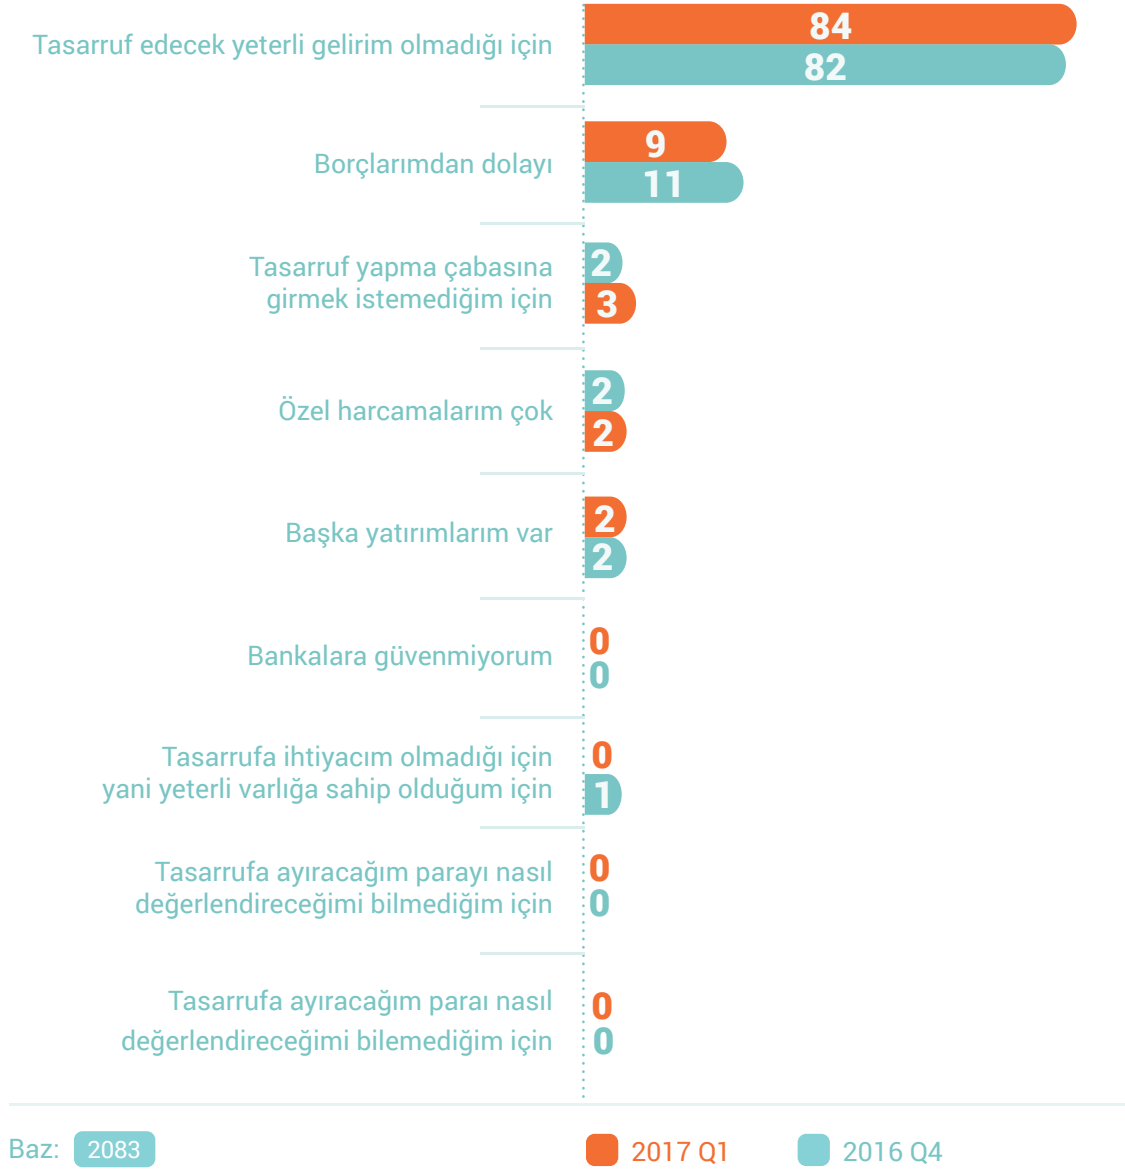 Tasarruf edecek yeterli gelirim olmadığı için
84
82
Borçlarımdan dolayı
9
11
Tasarruf yapma çabasına
girmek istemediğim için
2
3
Özel harcamalarım çok
2
2
Başka yatırımlarım var
2
2
Bankalara güvenmiyorum
0
0
Tasarrufa ihtiyacım olmadığı için
yani yeterli varlığa sahip olduğum için
0
1
Tasarrufa ayıracağım parayı nasıl
değerlendireceğimi bilmediğim için
0
0
Tasarrufa ayıracağım paraı nasıl
değerlendireceğimi bilemediğim için
0
0
Baz: 2083
2017 Q1
2016 Q4